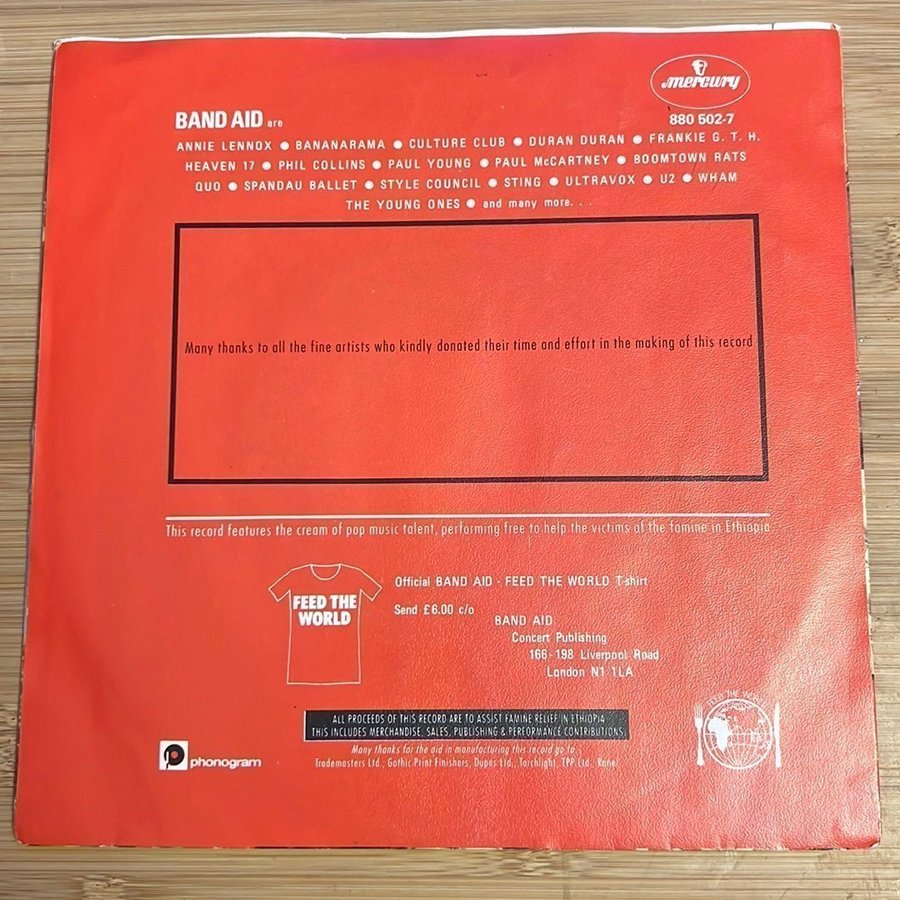 mercury
880 502-7
BAND AID are
ANNIE LENNOX ● BANANARAMA ● CULTURE CLUB ● DURAN DURAN ● FRANKIE G. T. H.
HEAVEN 17 ● PHIL COLLINS ● PAUL YOUNG ● PAUL McCARTNEY ● BOOMTOWN RATS
QUO ● SPANDAU BALLET ● STYLE COUNCIL ● STING ● ULTRAVOX ● U2 ● WHAM
THE YOUNG ONES ● and many more. . .
Many thanks to all the fine artists who kindly donated their time and effort in the making of this record
This record features the cream of pop music talent, performing free to help the victims of the famine in Ethiopia
FEED THE
WORLD
Official BAND AID - FEED THE WORLD T-shirt
Send £6.00 c/o
BAND AID
Concert Publishing
166-198 Liverpool Road
London N1 1LA
ALL PROCEEDS OF THIS RECORD ARE TO ASSIST FAMINE RELIEF IN ETHIOPIA
THIS INCLUDES MERCHANDISE, SALES, PUBLISHING & PERFORMANCE CONTRIBUTIONS.
Many thanks for the aid in manufacturing this record go to -
Trademasters Ltd., Gothic Print Finishers, Dupes Ltd., Torchlight, TPP Ltd.
phonogram
FEED THE WORLD